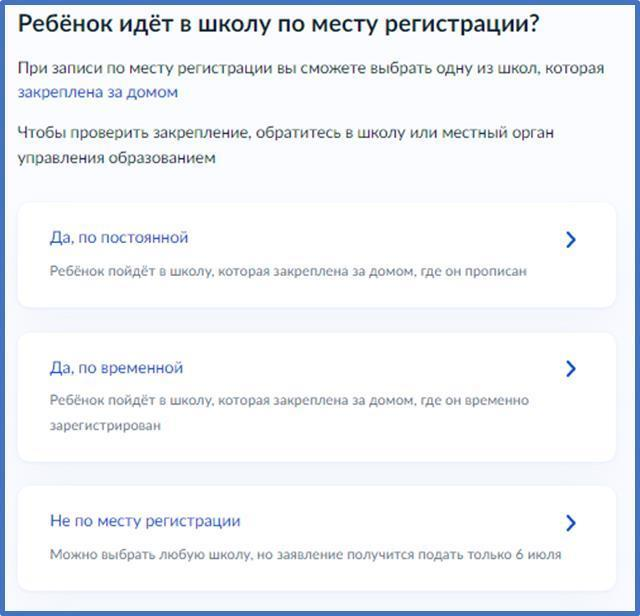 Ребёнок идёт в школу по месту регистрации?
При записи по месту регистрации вы сможете выбрать одну из школ, которая
закреплена за домом
Чтобы проверить закрепление, обратитесь в школу или местный орган
управления образованием
Да, по постоянной
Ребёнок пойдёт в школу, которая закреплена за домом, где он прописан
Да, по временной
Ребёнок пойдёт в школу, которая закреплена за домом, где он временно
зарегистрирован
Не по месту регистрации
Можно выбрать любую школу, но заявление получится подать только 6 июля